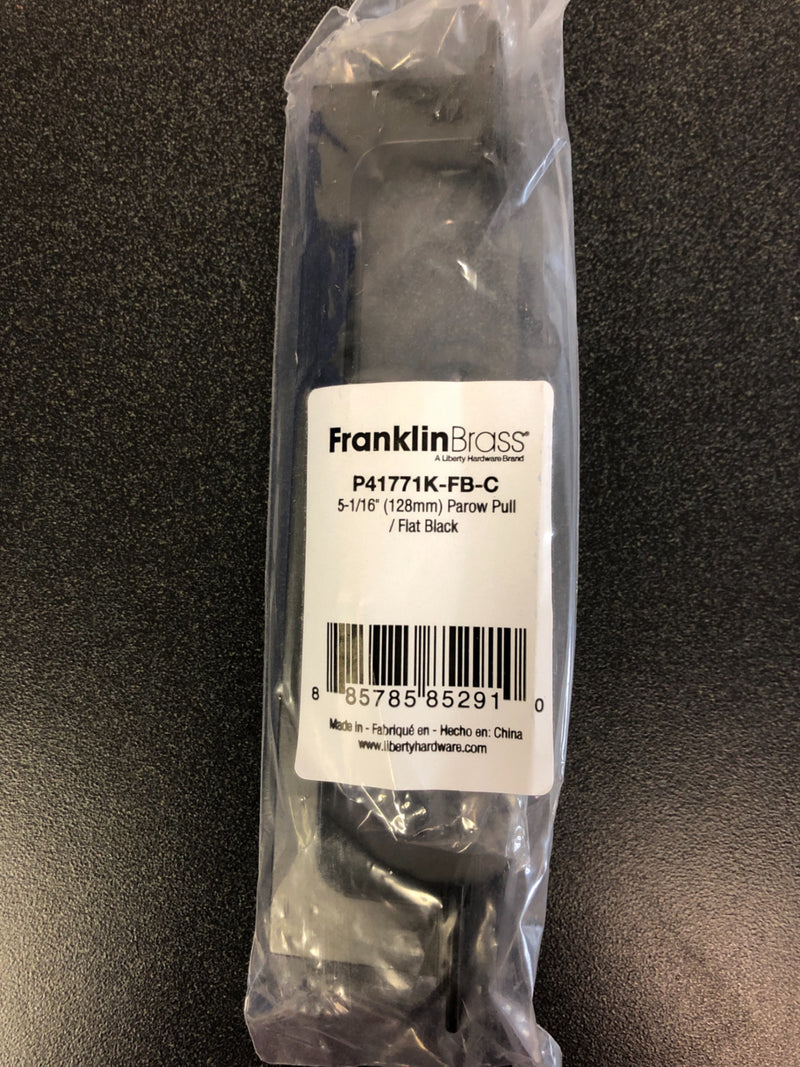 FranklinBrass®
A Liberty Hardware Brand
P41771K-FB-C
5-1/16" (128mm) Parow Pull
/ Flat Black
8 85785 85291 0
Made in - Fabriqué en - Hecho en: China
www.libertyhardware.com